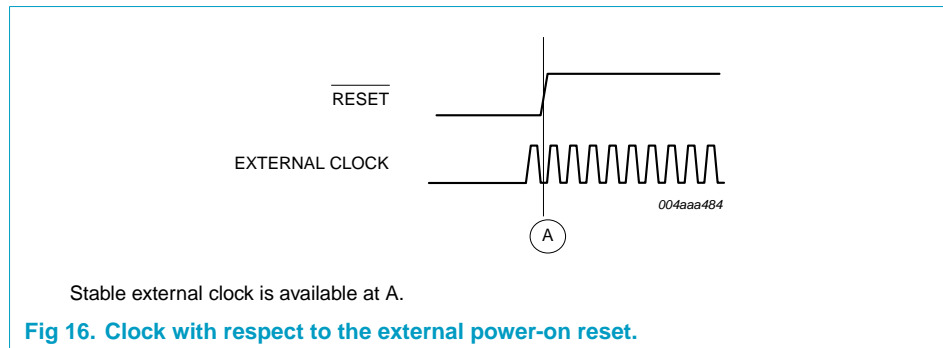 RESET
EXTERNAL CLOCK
004aaa484
A
Stable external clock is available at A.
Fig 16. Clock with respect to the external power-on reset.